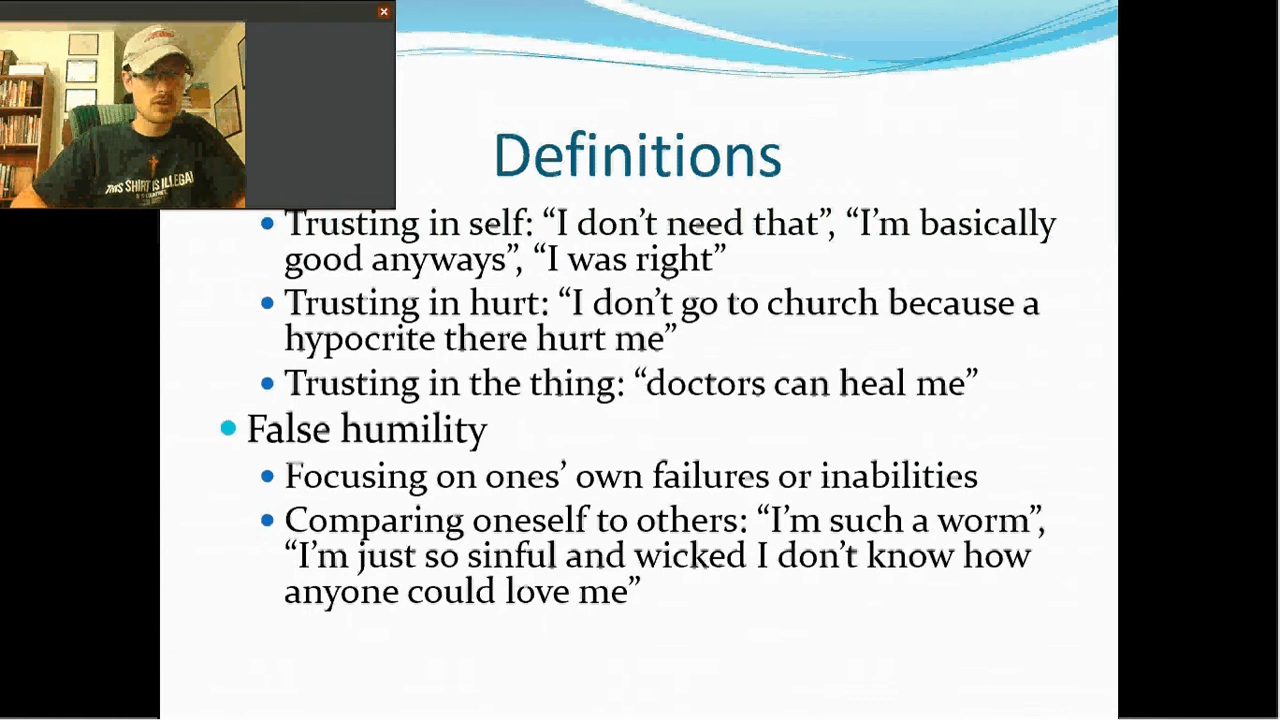 THIS SHIRT IS ILLEGAL
Definitions
• Trusting in self: “I don’t need that”, “I’m basically
good anyways”, “I was right”
• Trusting in hurt: “I don’t go to church because a
hypocrite there hurt me”
• Trusting in the thing: “doctors can heal me”
• False humility
• Focusing on ones’ own failures or inabilities
• Comparing oneself to others: “I’m such a worm”,
“I’m just so sinful and wicked I don’t know how
anyone could love me”